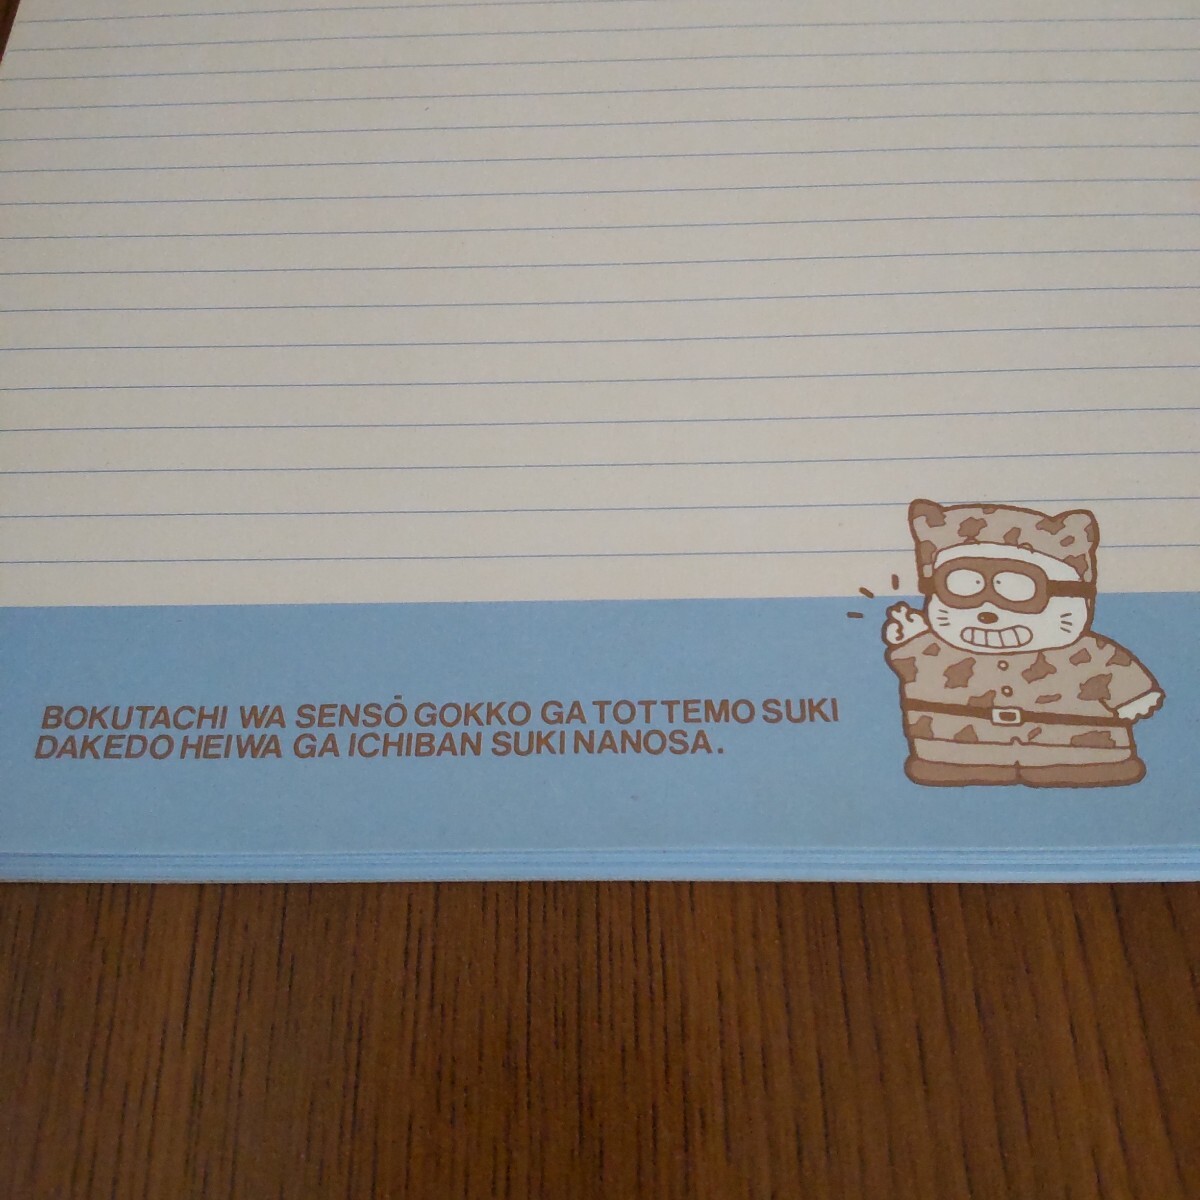 BOKUTACHI WA SENSŌ GOKKO GA TOTTEMO SUKI
DAKEDO HEIWA GA ICHIBAN SUKI NANOSA.